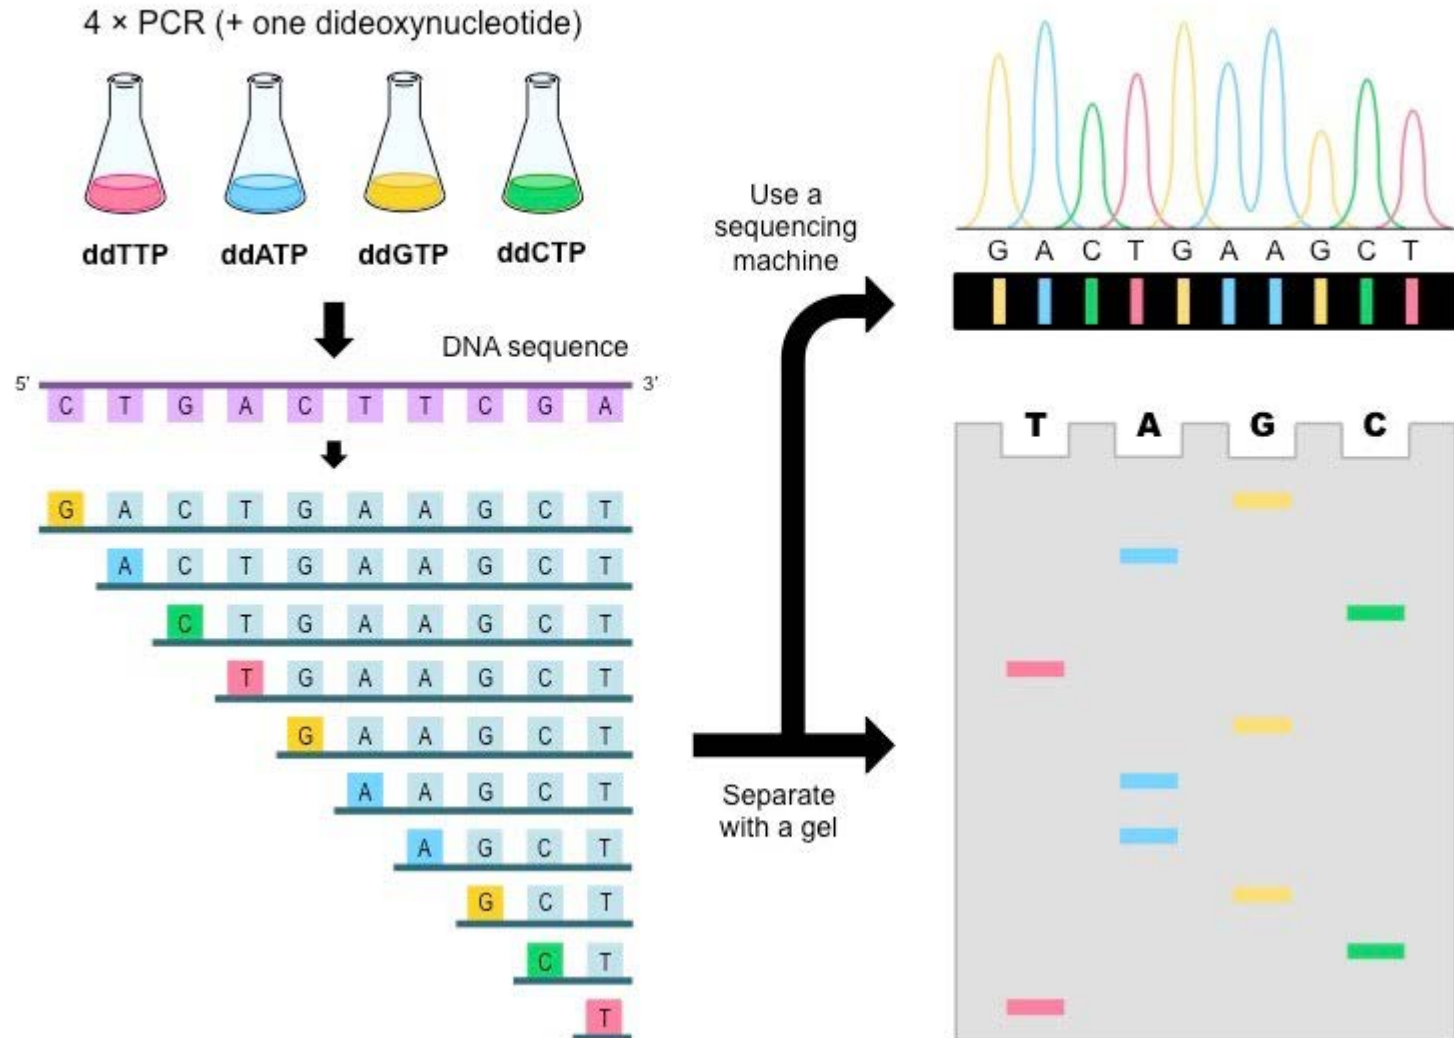 4 × PCR (+ one dideoxynucleotide)
ddTTP ddATP ddGTP ddCTP
DNA sequence
5' 3'
C T G A C T T C G A
G A C T G A A G C T
A C T G A A G C T
C T G A A G C T
T G A A G C T
G A A G C T
A A G C T
A G C T
G C T
C T
T
Use a
sequencing
machine
Separate
with a gel
G A C T G A A G C T
T A G C